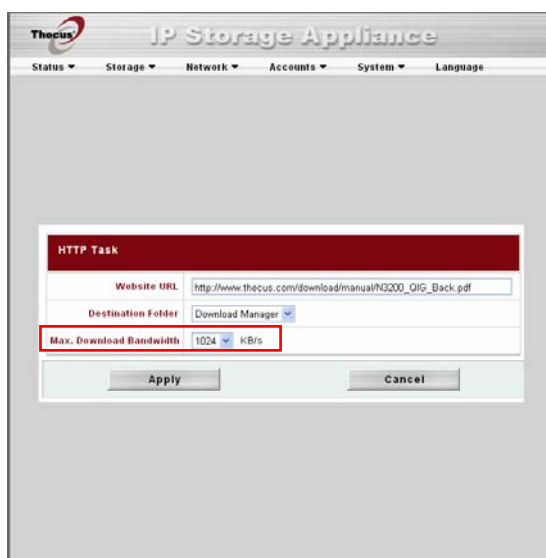 Thecus
IP Storage Appliance
Status Storage Network Accounts System Language
HTTP Task
Website URL http://www.thecus.com/download/manual/N3200_QIG_Back.pdf
Destination Folder Download Manager
Max. Download Bandwidth 1024 KB/s
Apply Cancel